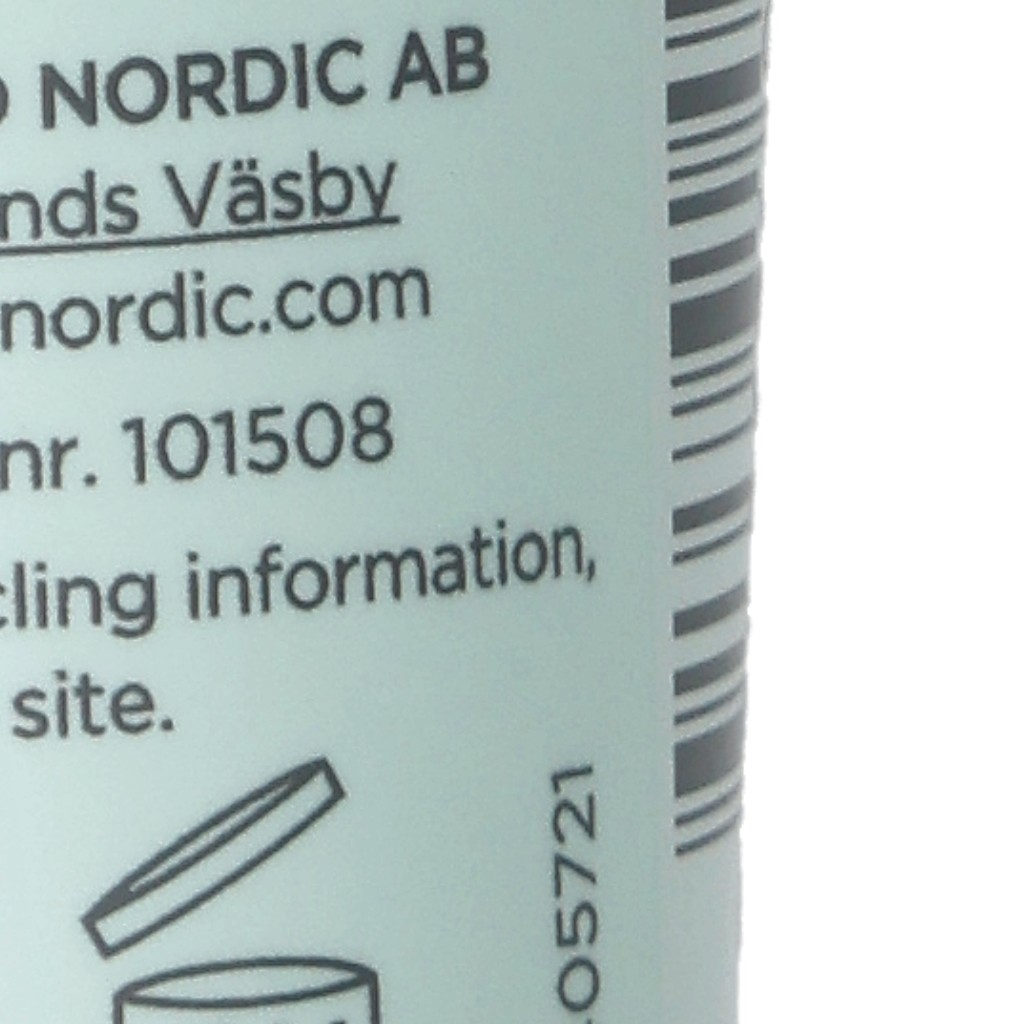 NORDIC AB
nds Väsby
nordic.com
nr. 101508
cling information,
site.
05721